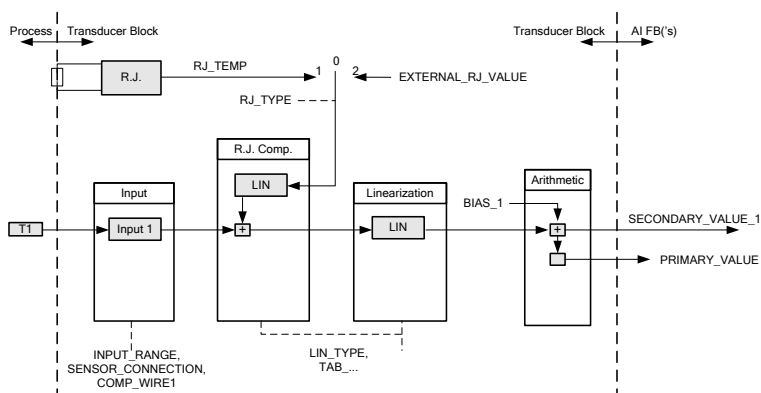 Process
Transducer Block
Transducer Block
AI FB('s)
R.J.
RJ_TEMP
1
0
2
EXTERNAL_RJ_VALUE
RJ_TYPE
R.J. Comp.
LIN
Input
Linearization
Arithmetic
BIAS_1
T1
Input 1
+
LIN
+
SECONDARY_VALUE_1
PRIMARY_VALUE
INPUT_RANGE,
SENSOR_CONNECTION,
COMP_WIRE1
LIN_TYPE,
TAB_...